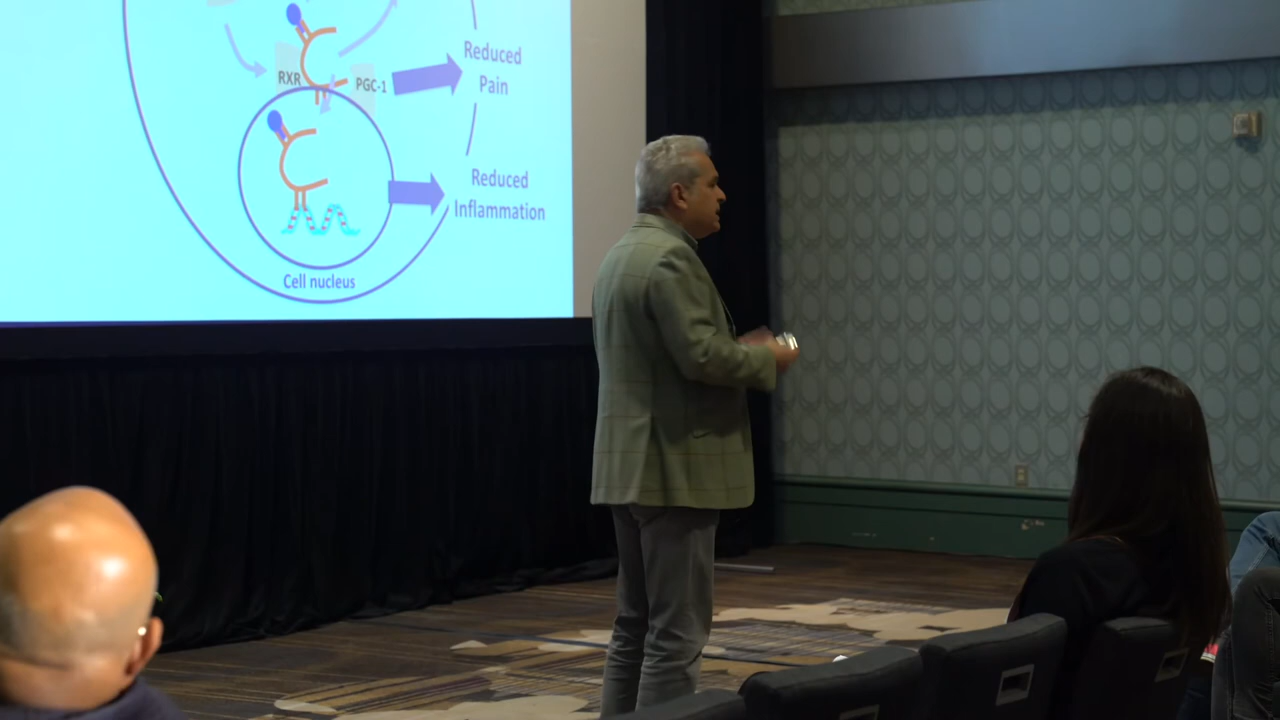 RXR
PGC-1
Reduced
Pain
Reduced
Inflammation
Cell nucleus